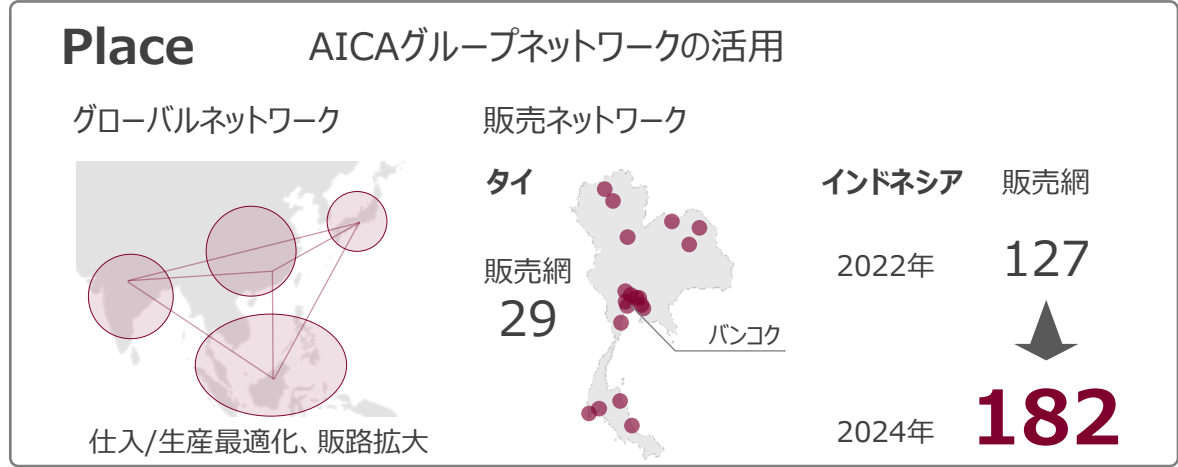 Place
AICAグループネットワークの活用
グローバルネットワーク
仕入/生産最適化、販路拡大
販売ネットワーク
タイ
販売網
29
バンコク
インドネシア 販売網
2022年 127
2024年 182